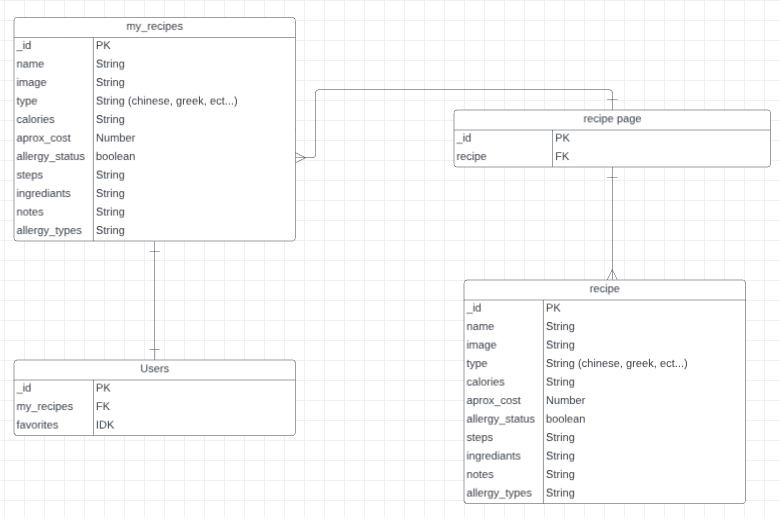 my_recipes
_id PK
name String
image String
type String (chinese, greek, ect...)
calories String
aprox_cost Number
allergy_status boolean
steps String
ingrediants String
notes String
allergy_types String
recipe page
_id PK
recipe FK
Users
_id PK
my_recipes FK
favorites IDK
recipe
_id PK
name String
image String
type String (chinese, greek, ect...)
calories String
aprox_cost Number
allergy_status boolean
steps String
ingrediants String
notes String
allergy_types String